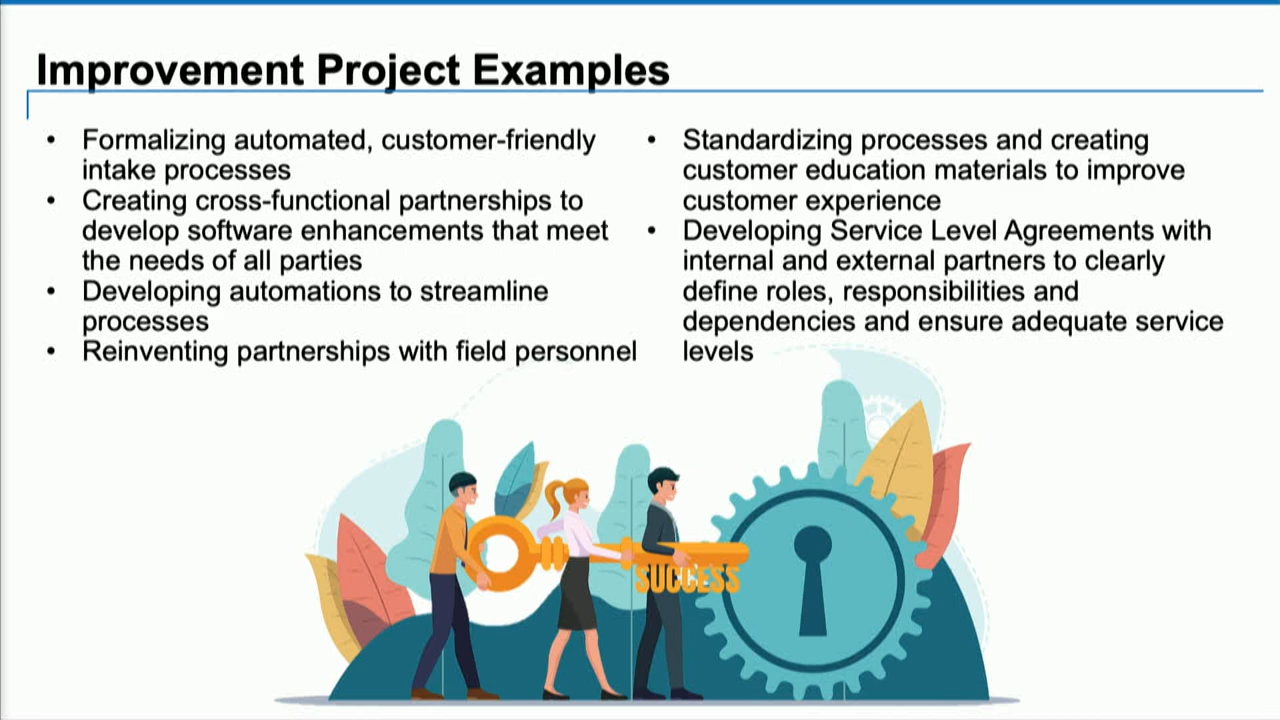 Improvement Project Examples
• Formalizing automated, customer-friendly
intake processes
• Creating cross-functional partnerships to
develop software enhancements that meet
the needs of all parties
• Developing automations to streamline
processes
• Reinventing partnerships with field personnel
• Standardizing processes and creating
customer education materials to improve
customer experience
• Developing Service Level Agreements with
internal and external partners to clearly
define roles, responsibilities and
dependencies and ensure adequate service
levels
SUCCESS